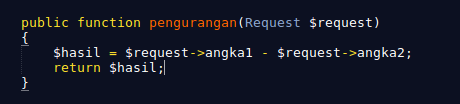 public function pengurangan(Request $request)
{
    $hasil = $request->angka1 - $request->angka2;
    return $hasil;
}